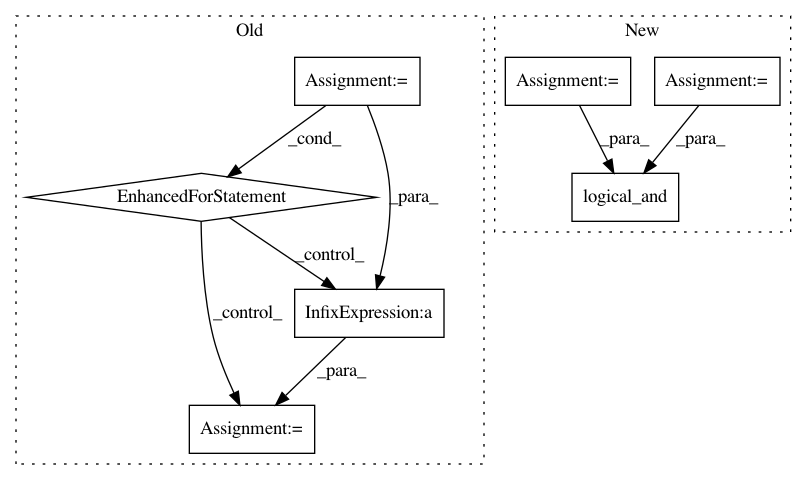 Old
New
Assignment:=
Assignment:=
Assignment:=
_cond_
_para_
_para_
EnhancedForStatement
_para_
logical_and
_control_
_control_
InfixExpression:a
_para_
Assignment:=